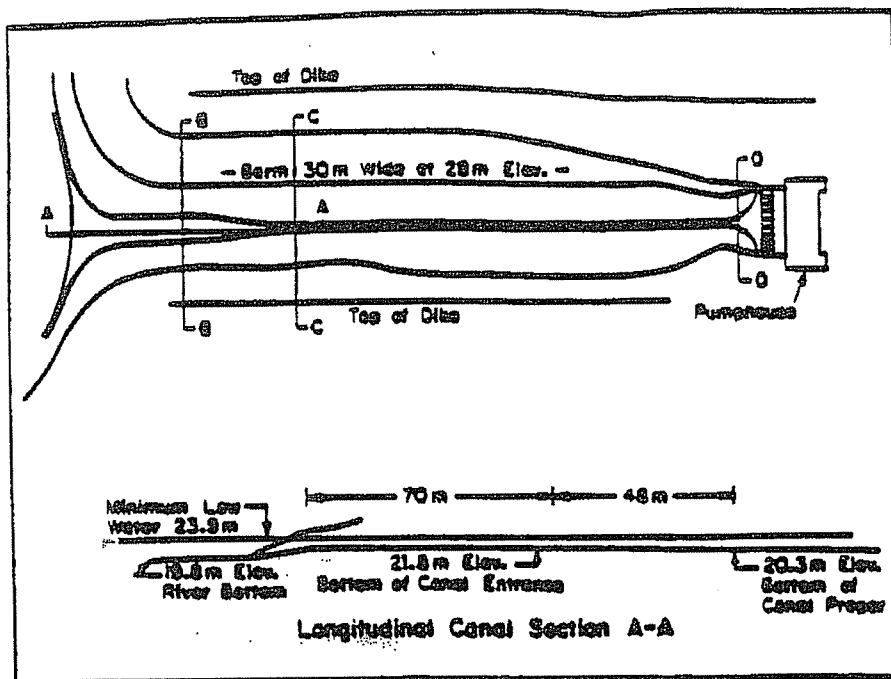 Toe of Dike
B
C
D
- Berm 30 m Wide at 28 m Elev. -
A
A
D
B
C
Toe of Dike
Pumphouse
70 m
48 m
Minimum Low
Water 23.9 m
Elev.
River Bottom
21.8 m Elev.
Bottom of Canal Entrance
20.3 m Elev.
Bottom of
Canal Proper
Longitudinal Canal Section A-A